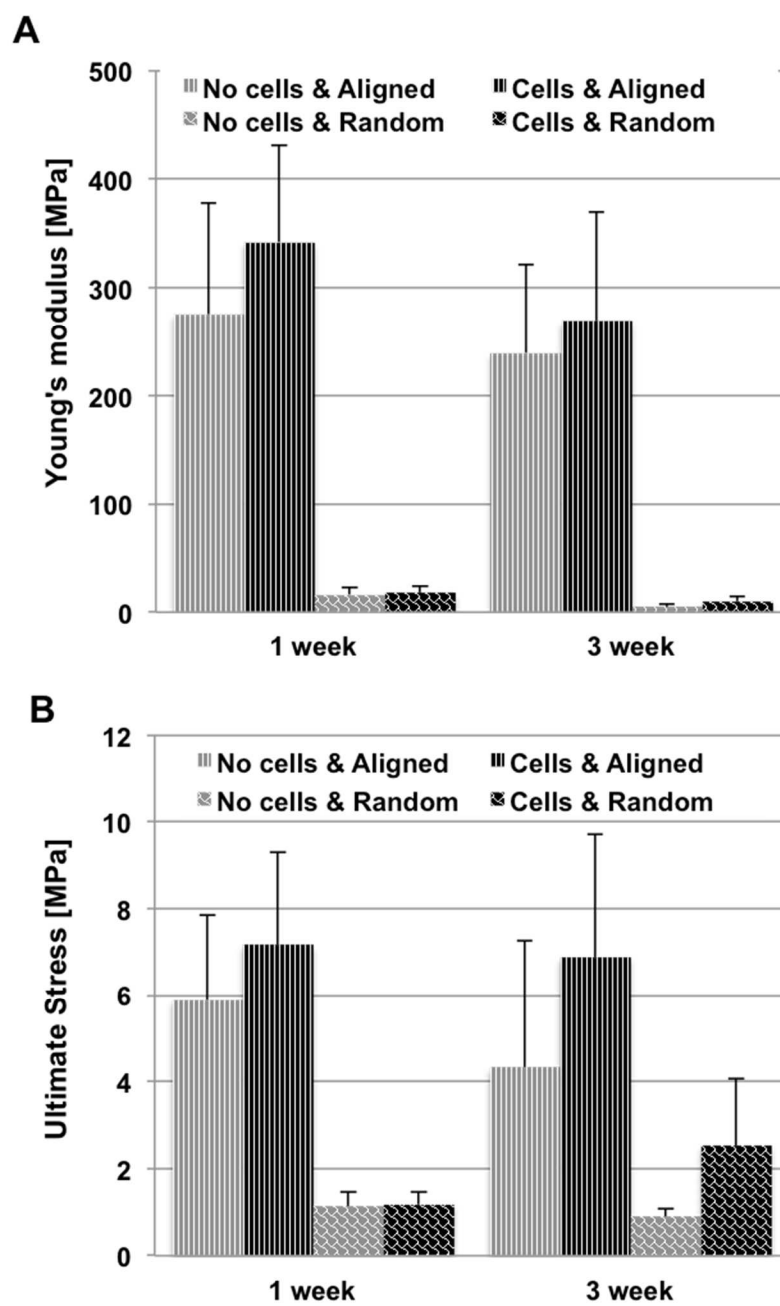 A
Young's modulus [MPa]
500
400
300
200
100
0
No cells & Aligned Cells & Aligned
No cells & Random Cells & Random
1 week 3 week
B
Ultimate Stress [MPa]
12
10
8
6
4
2
0
No cells & Aligned Cells & Aligned
No cells & Random Cells & Random
1 week 3 week